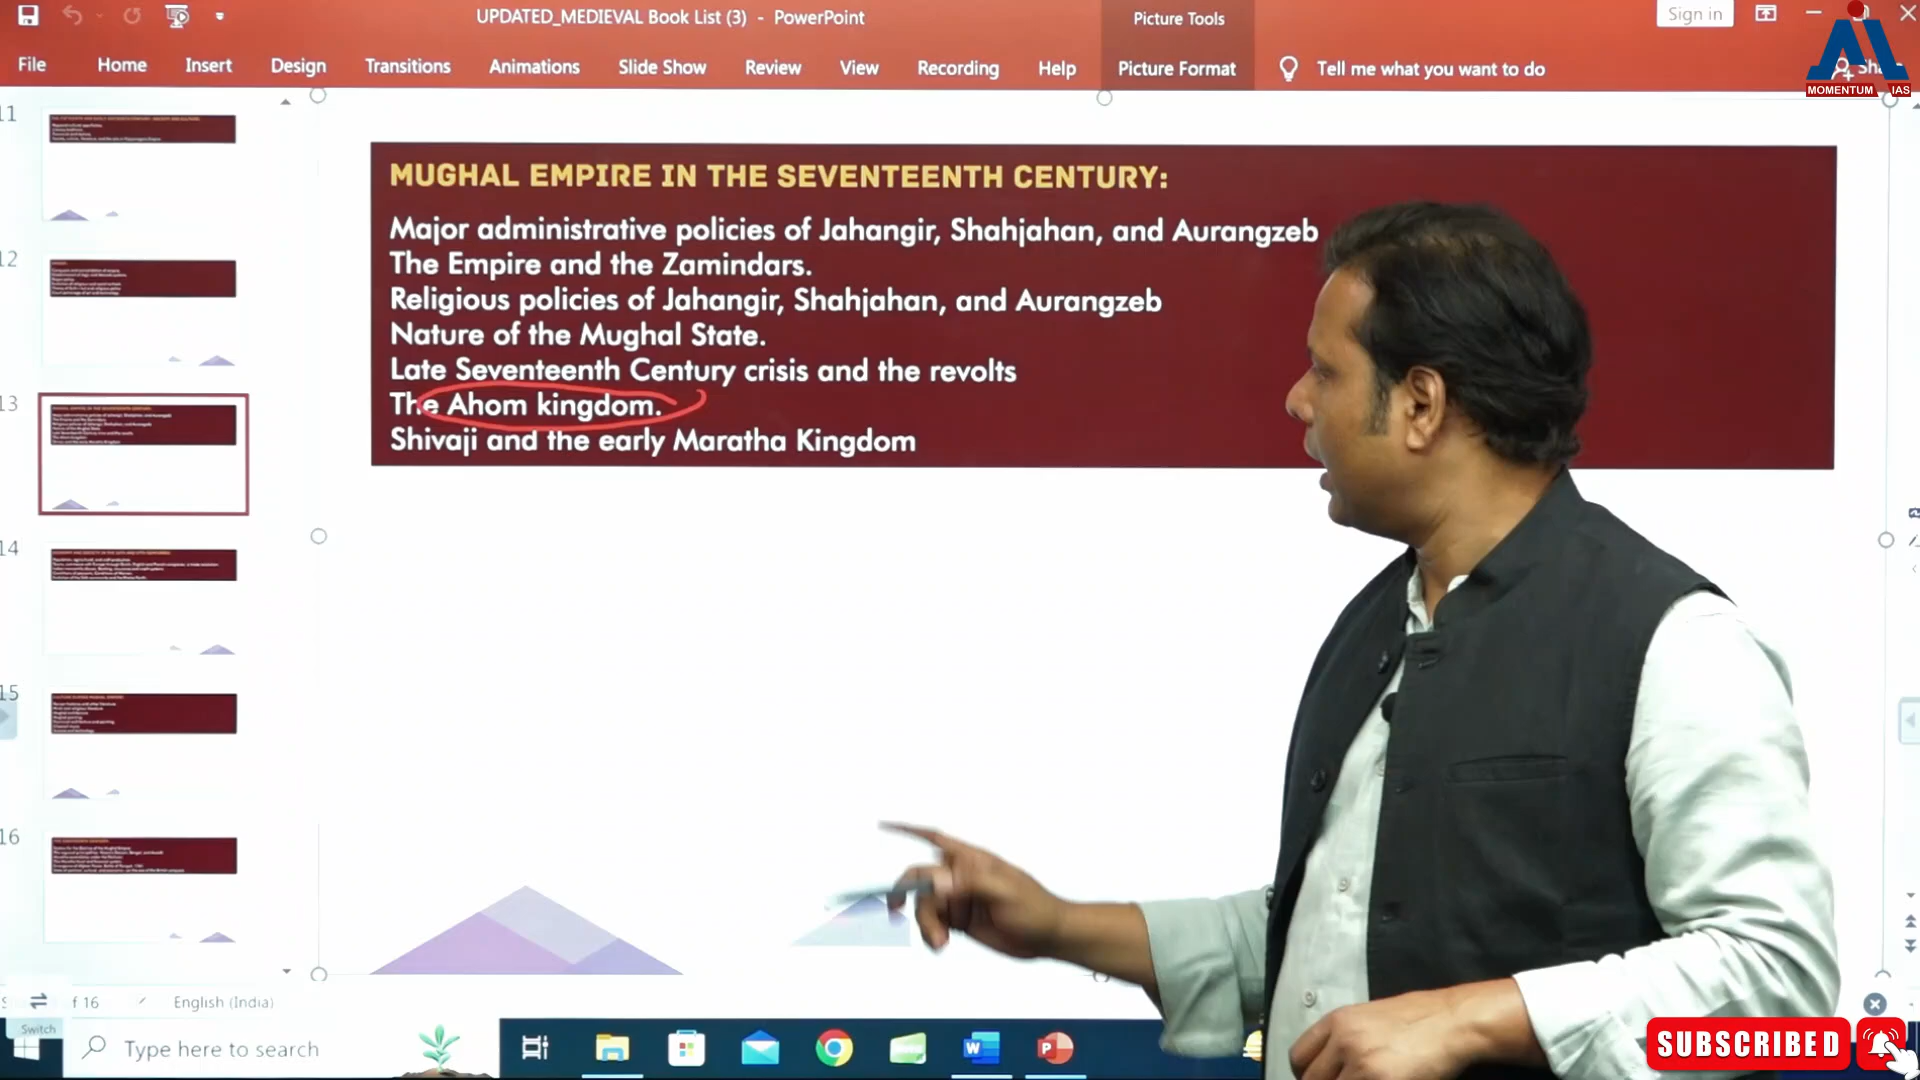 UPDATED_MEDIEVAL Book List (3) - PowerPoint
Picture Tools
Sign in
File Home Insert Design Transitions Animations Slide Show Review View Recording Help Picture Format Tell me what you want to do
MOMENTUM IAS
11
12
13
14
15
16
MUGHAL EMPIRE IN THE SEVENTEENTH CENTURY:
Major administrative policies of Jahangir, Shahjahan, and Aurangzeb
The Empire and the Zamindars.
Religious policies of Jahangir, Shahjahan, and Aurangzeb
Nature of the Mughal State.
Late Seventeenth Century crisis and the revolts
The Ahom kingdom.
Shivaji and the early Maratha Kingdom
of 16 English (India)
Switch
Type here to search
SUBSCRIBED